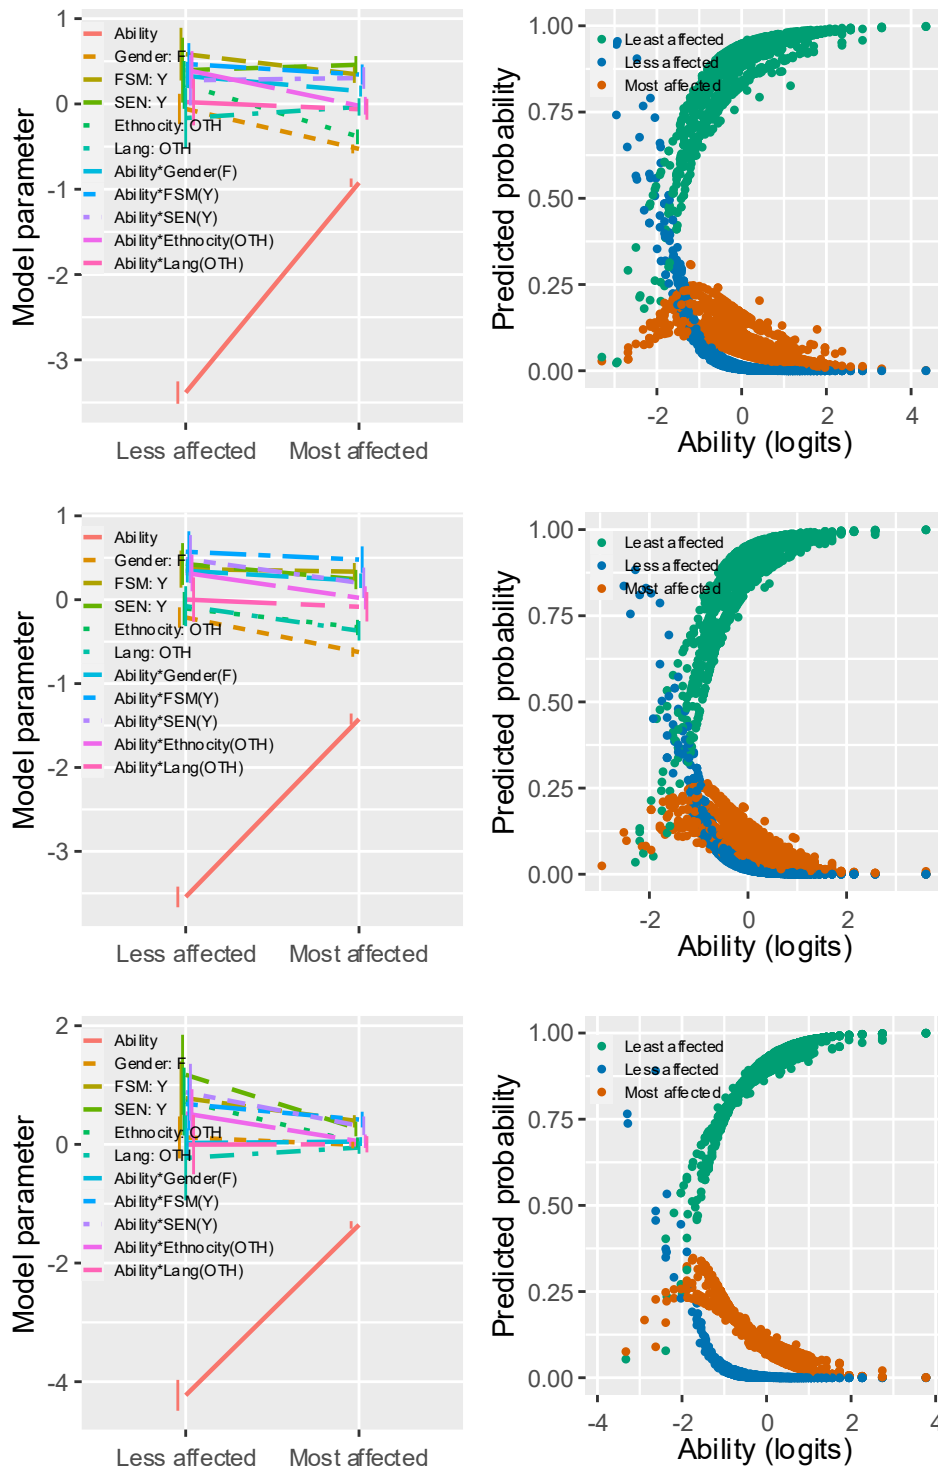 1
0
-1
-2
-3
Model parameter
Ability
Gender: F
FSM: Y
SEN: Y
Ethnocity: OTH
Lang: OTH
Ability*Gender(F)
Ability*FSM(Y)
Ability*SEN(Y)
Ability*Ethnocity(OTH)
Ability*Lang(OTH)
Less affected Most affected
1.00
0.75
0.50
0.25
0.00
Predicted probability
Least affected
Less affected
Most affected
-2 0 2 4
Ability (logits)
1
0
-1
-2
-3
Model parameter
Ability
Gender: F
FSM: Y
SEN: Y
Ethnocity: OTH
Lang: OTH
Ability*Gender(F)
Ability*FSM(Y)
Ability*SEN(Y)
Ability*Ethnocity(OTH)
Ability*Lang(OTH)
Less affected Most affected
1.00
0.75
0.50
0.25
0.00
Predicted probability
Least affected
Less affected
Most affected
-2 0 2
Ability (logits)
2
0
-2
-4
Model parameter
Ability
Gender: F
FSM: Y
SEN: Y
Ethnocity: OTH
Lang: OTH
Ability*Gender(F)
Ability*FSM(Y)
Ability*SEN(Y)
Ability*Ethnocity(OTH)
Ability*Lang(OTH)
Less affected Most affected
1.00
0.75
0.50
0.25
0.00
Predicted probability
Least affected
Less affected
Most affected
-4 -2 0 2 4
Ability (logits)